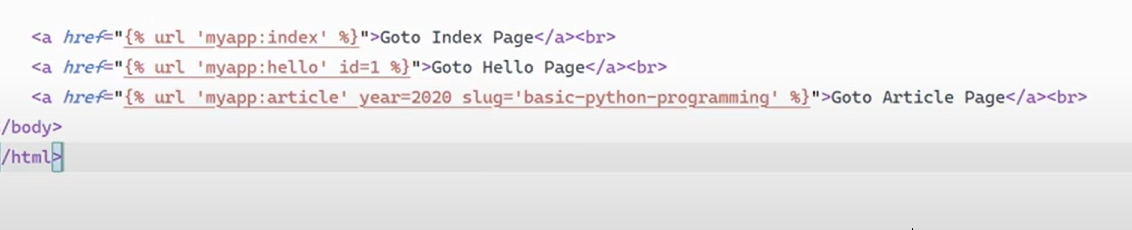 <a href="{% url 'myapp:index' %}">Goto Index Page</a><br>
<a href="{% url 'myapp:hello' id=1 %}">Goto Hello Page</a><br>
<a href="{% url 'myapp:article' year=2020 slug='basic-python-programming' %}">Goto Article Page</a><br>
/body>
/html>